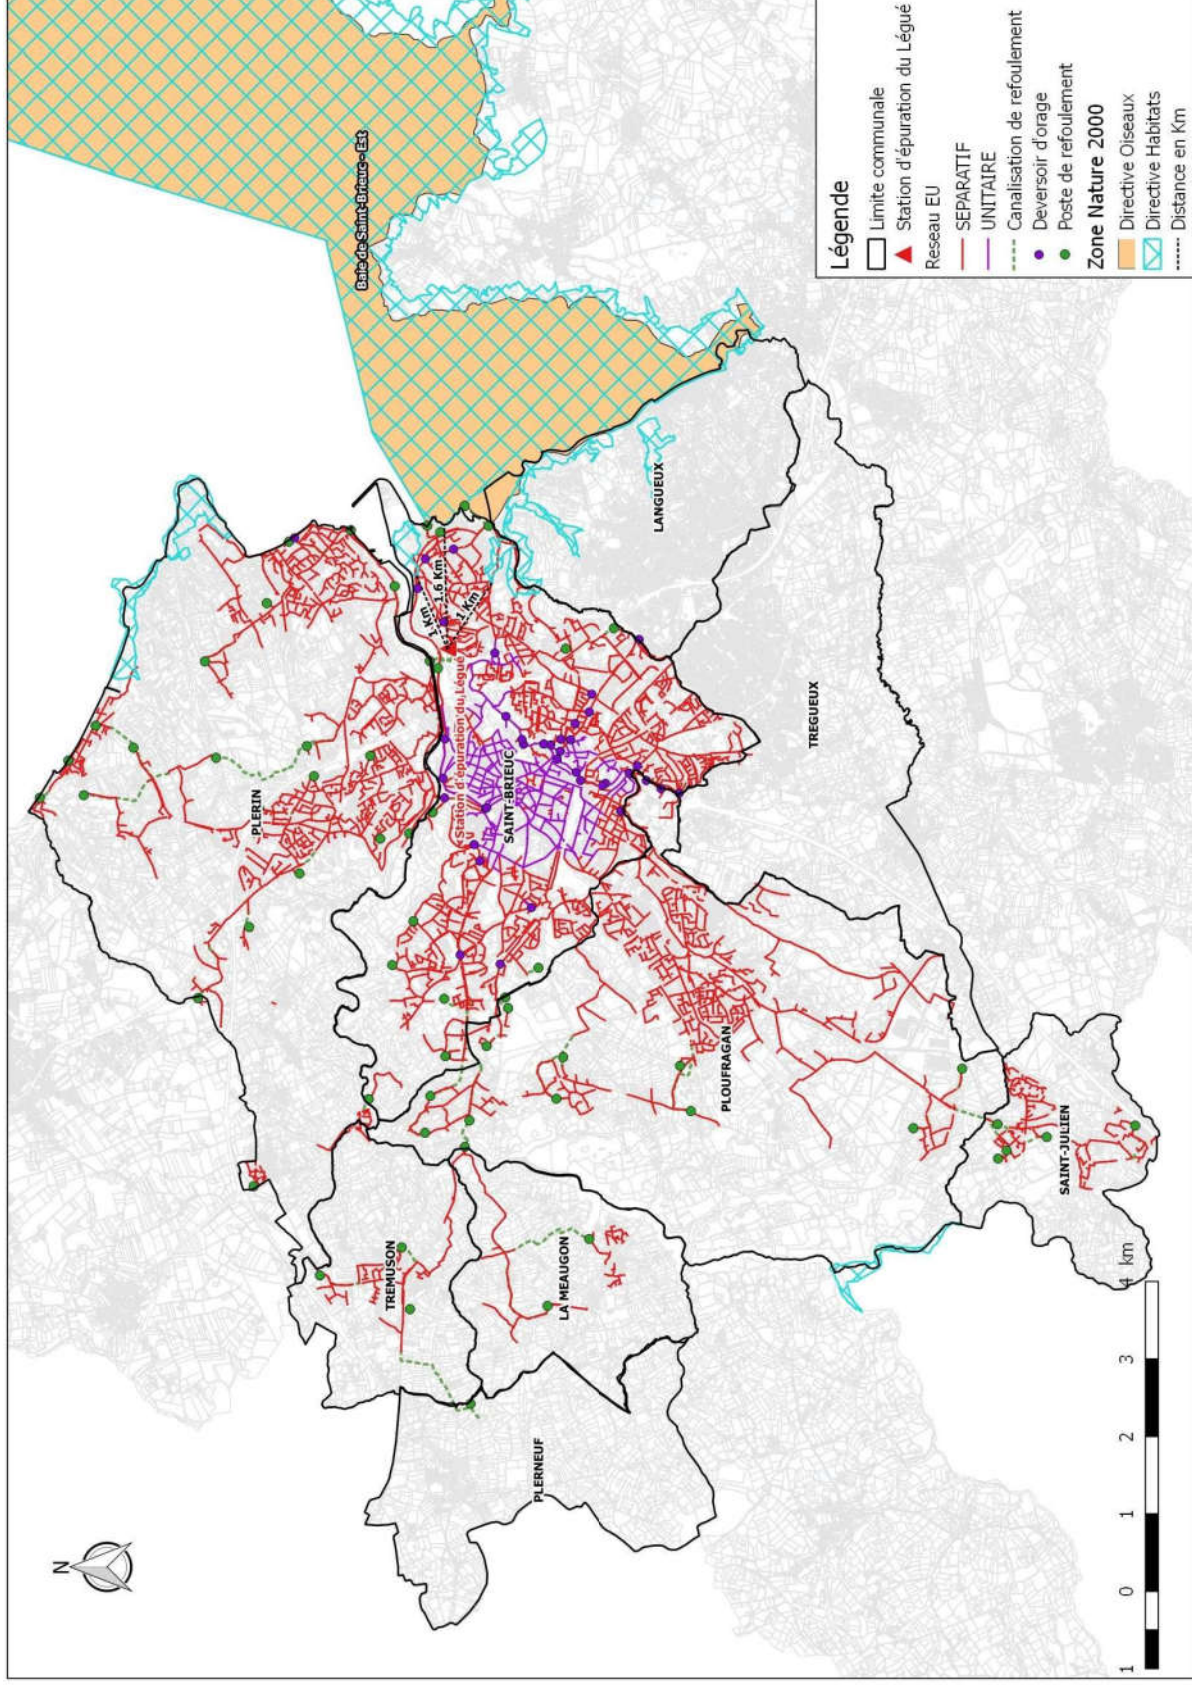 N
Baie de Saint-Brieuc - Est
PLERIN
1 Km
1.6 Km
1 Km
Station d'épuration du Légué
SAINT-BRIEUC
LANGUEUX
TREGUEUX
TREMUSON
LA MEAUGON
PLERNEUF
PLOUFRAGAN
SAINT-JULIEN
Légende
Limite communale
Station d'épuration du Légué
Reseau EU
SEPARATIF
UNITAIRE
Canalisation de refoulement
Deversoir d'orage
Poste de refoulement
Zone Nature 2000
Directive Oiseaux
Directive Habitats
Distance en Km
1 0 1 2 3 4 km